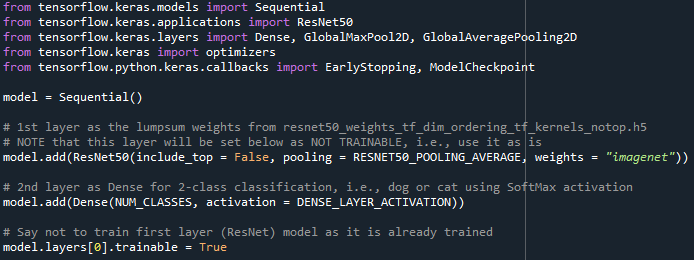 from tensorflow.keras.models import Sequential
from tensorflow.keras.applications import ResNet50
from tensorflow.keras.layers import Dense, GlobalMaxPool2D, GlobalAveragePooling2D
from tensorflow.keras import optimizers
from tensorflow.python.keras.callbacks import EarlyStopping, ModelCheckpoint
model = Sequential()
# 1st layer as the lumpsum weights from resnet50_weights_tf_dim_ordering_tf_kernels_notop.h5
# NOTE that this layer will be set below as NOT TRAINABLE, i.e., use it as is
model.add(ResNet50(include_top = False, pooling = RESNET50_POOLING_AVERAGE, weights = "imagenet"))
# 2nd layer as Dense for 2-class classification, i.e., dog or cat using SoftMax activation
model.add(Dense(NUM_CLASSES, activation = DENSE_LAYER_ACTIVATION))
# Say not to train first layer (ResNet) model as it is already trained
model.layers[0].trainable = True